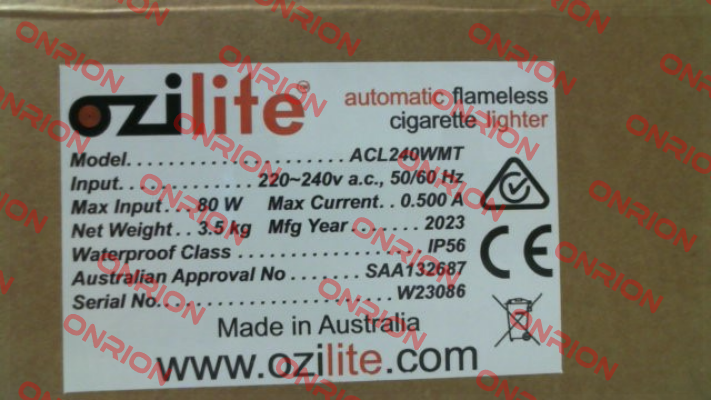 ozilite™ automatic flameless
cigarette lighter
Model..................... ACL240WMT
Input............ 220~240v a.c., 50/60 Hz
Max Input... 80 W Max Current.. 0.500 A
Net Weight.. 3.5 kg Mfg Year....... 2023
Waterproof Class ................. IP56
Australian Approval No ....... SAA132687
Serial No........................ W23086
Made in Australia
www.ozilite.com
CE
ONRION